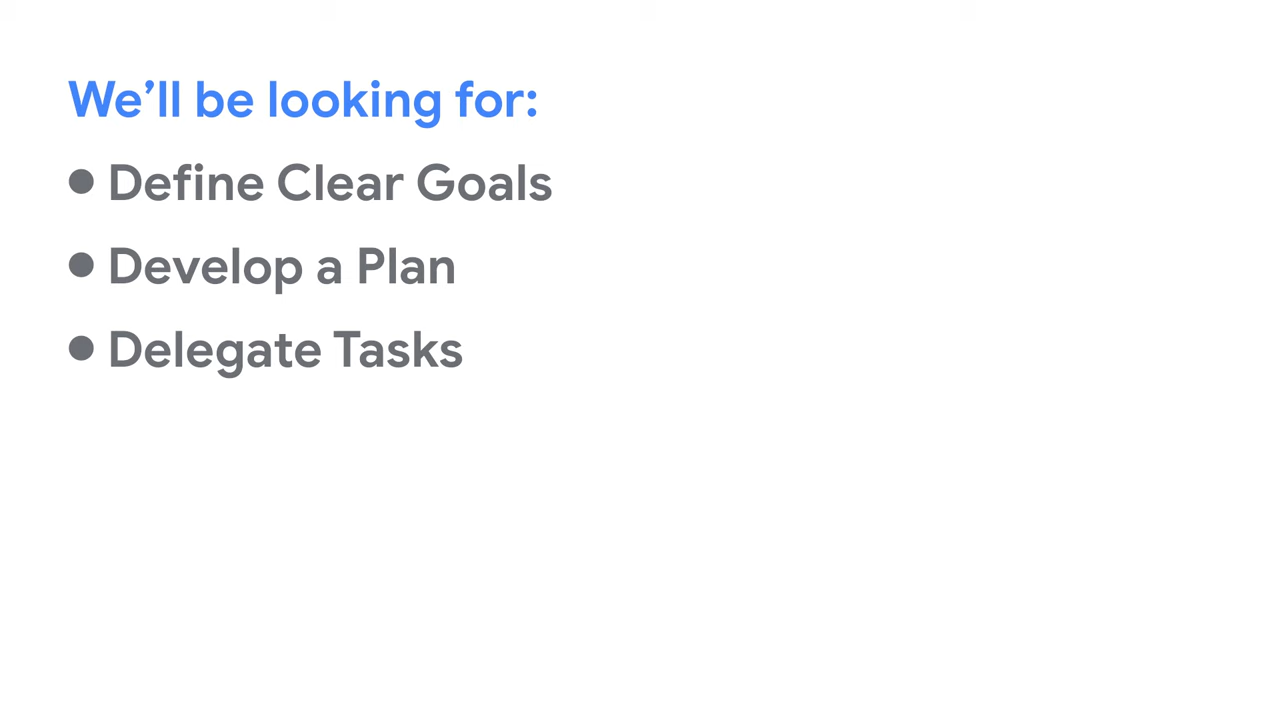 We’ll be looking for:
● Define Clear Goals
● Develop a Plan
● Delegate Tasks